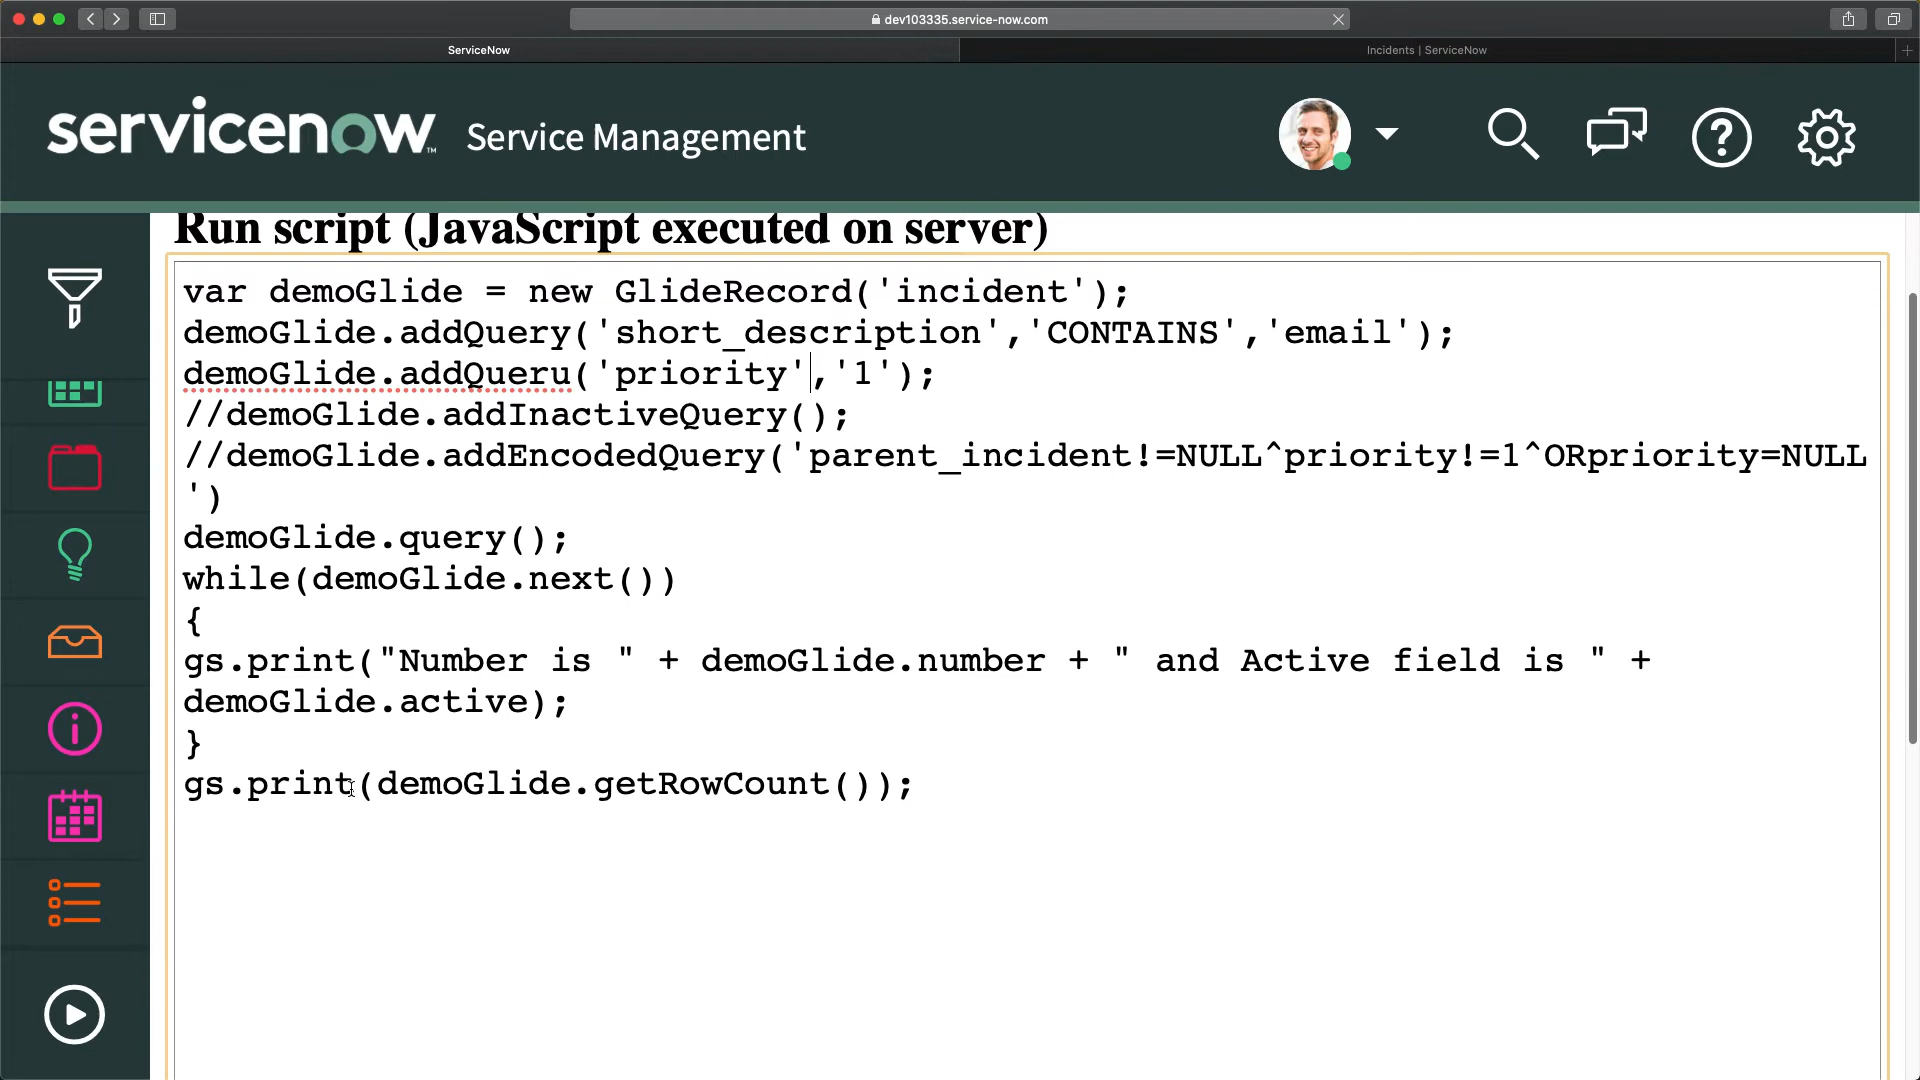 dev103335.service-now.com
ServiceNow
Incidents | ServiceNow
servicenow™ Service Management
Run script (JavaScript executed on server)
var demoGlide = new GlideRecord('incident');
demoGlide.addQuery('short_description','CONTAINS','email');
demoGlide.addQueru('priority','1');
//demoGlide.addInactiveQuery();
//demoGlide.addEncodedQuery('parent_incident!=NULL^priority!=1^ORpriority=NULL
')
demoGlide.query();
while(demoGlide.next())
{
gs.print("Number is " + demoGlide.number + " and Active field is " +
demoGlide.active);
}
gs.print(demoGlide.getRowCount());